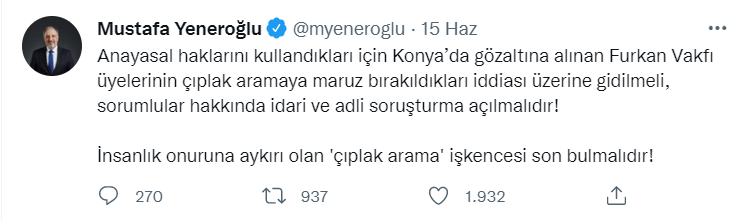 Mustafa Yeneroğlu @myeneroglu · 15 Haz
Anayasal haklarını kullandıkları için Konya’da gözaltına alınan Furkan Vakfı
üyelerinin çıplak aramaya maruz bırakıldıkları iddiası üzerine gidilmeli,
sorumlular hakkında idari ve adli soruşturma açılmalıdır!
İnsanlık onuruna aykırı olan 'çıplak arama' işkencesi son bulmalıdır!
270 937 1.932